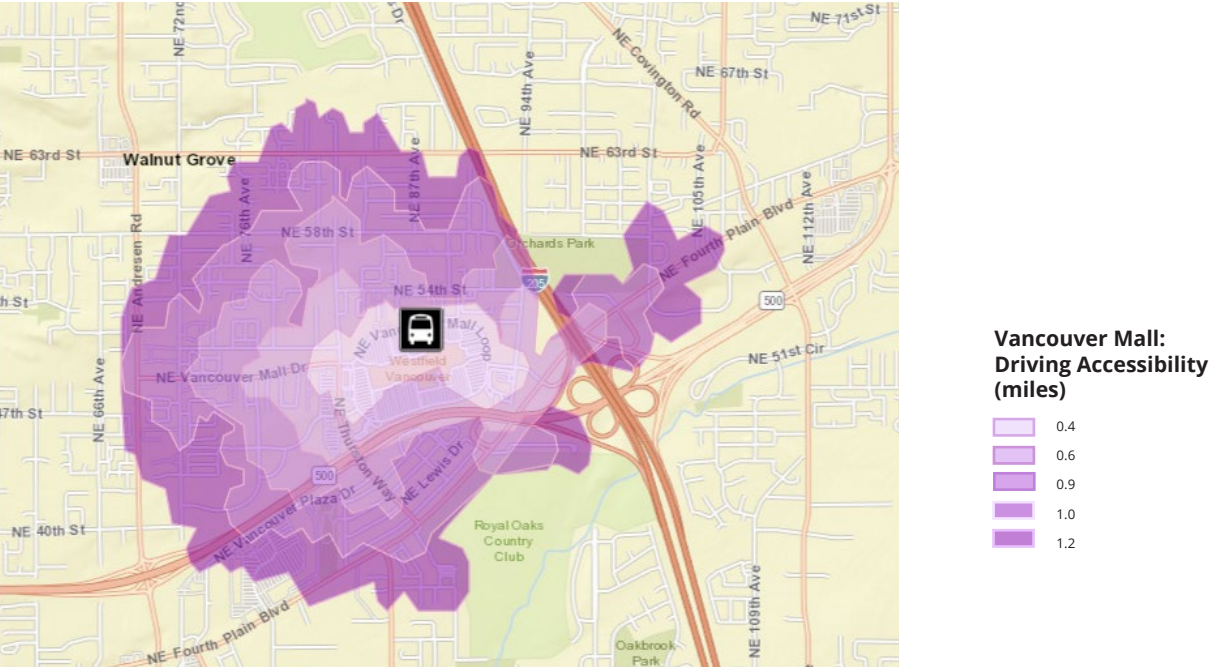 NE 72nd
Dr
NE 71st St
NE Covington Rd
NE 67th St
NE 94th Ave
NE 63rd St
Walnut Grove
NE 63rd St
NE 87th Ave
NE 76th Ave
NE 105th Ave
NE 112th Ave
NE Fourth Plain Blvd
NE 58th St
Orchards Park
NE Andresen Rd
205
NE 54th St
h St
500
NE Vancouver Mall Loop
Westfield
Vancouver
NE 51st Cir
NE Vancouver Mall Dr
NE 66th Ave
47th St
NE Thurston Way
NE Lewis Dr
500
NE Vancouver Plaza Dr
NE 40th St
Royal Oaks
Country
Club
NE 109th Ave
NE Fourth Plain Blvd
Oakbrook
Park
Vancouver Mall:
Driving Accessibility
(miles)
0.4
0.6
0.9
1.0
1.2